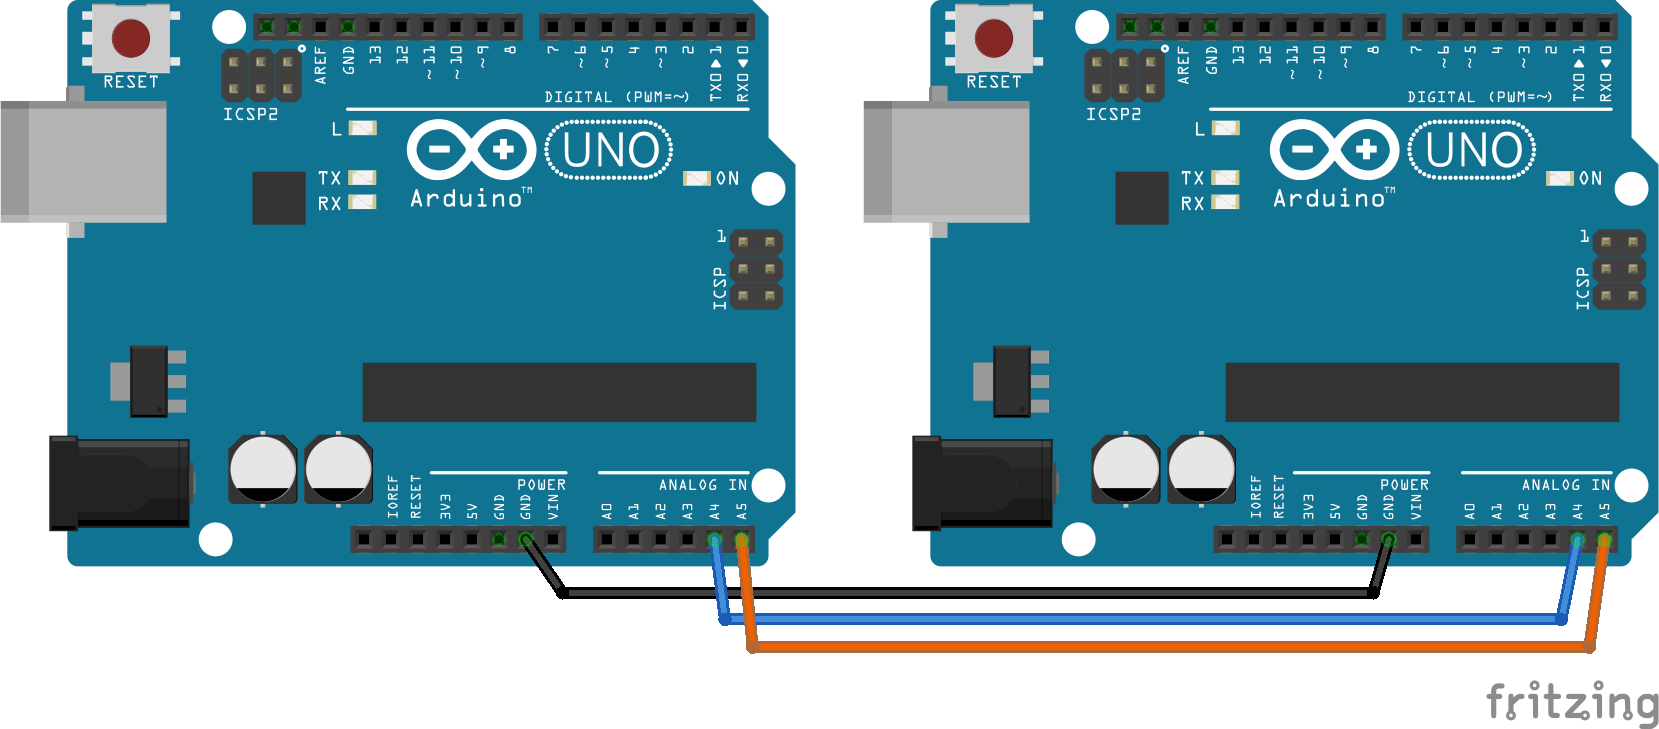 RESET
ICSP2
AREF
GND
13
12
~11
~10
~9
8
7
~6
~5
4
~3
2
TX0▶1
RX0◀0
DIGITAL (PWM=~)
L
TX
RX
UNO
Arduino™
ON
1
ICSP
POWER
ANALOG IN
IOREF
RESET
3V3
5V
GND
GND
VIN
A0
A1
A2
A3
A4
A5
RESET
ICSP2
AREF
GND
13
12
~11
~10
~9
8
7
~6
~5
4
~3
2
TX0▶1
RX0◀0
DIGITAL (PWM=~)
L
TX
RX
UNO
Arduino™
ON
1
ICSP
POWER
ANALOG IN
IOREF
RESET
3V3
5V
GND
GND
VIN
A0
A1
A2
A3
A4
A5
fritzing